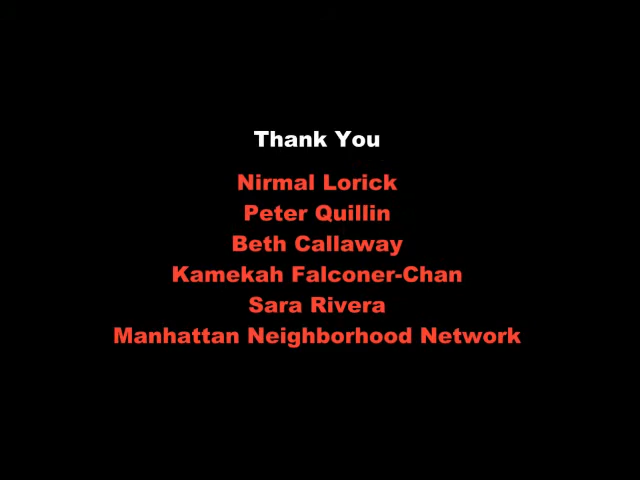 Thank You
Nirmal Lorick
Peter Quillin
Beth Callaway
Kamekah Falconer-Chan
Sara Rivera
Manhattan Neighborhood Network